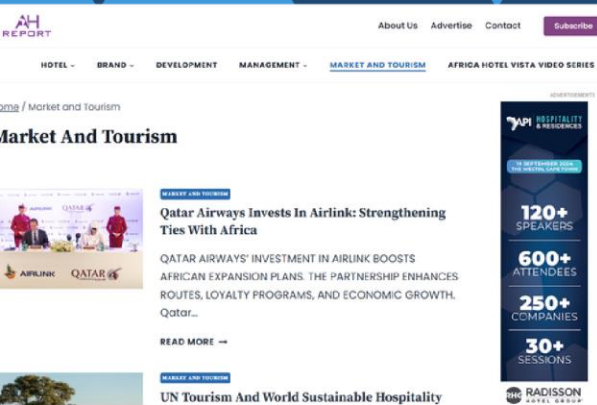 AH
REPORT
About Us Advertise Contact Subscribe
HOTEL BRAND DEVELOPMENT MANAGEMENT MARKET AND TOURISM AFRICA HOTEL VISTA VIDEO SERIES
ADVERTISEMENTS
ome / Market and Tourism
Market And Tourism
MARKET AND TOURISM
Qatar Airways Invests In Airlink: Strengthening
Ties With Africa
QATAR AIRWAYS' INVESTMENT IN AIRLINK BOOSTS
AFRICAN EXPANSION PLANS. THE PARTNERSHIP ENHANCES
ROUTES, LOYALTY PROGRAMS, AND ECONOMIC GROWTH.
Qatar...
READ MORE →
AIRLINK QATAR
AIRLINK QATAR
MARKET AND TOURISM
UN Tourism And World Sustainable Hospitality
API HOSPITALITY
& RESIDENCES
120+
SPEAKERS
600+
ATTENDEES
250+
COMPANIES
30+
SESSIONS
RHG RADISSON
HOTEL GROUP